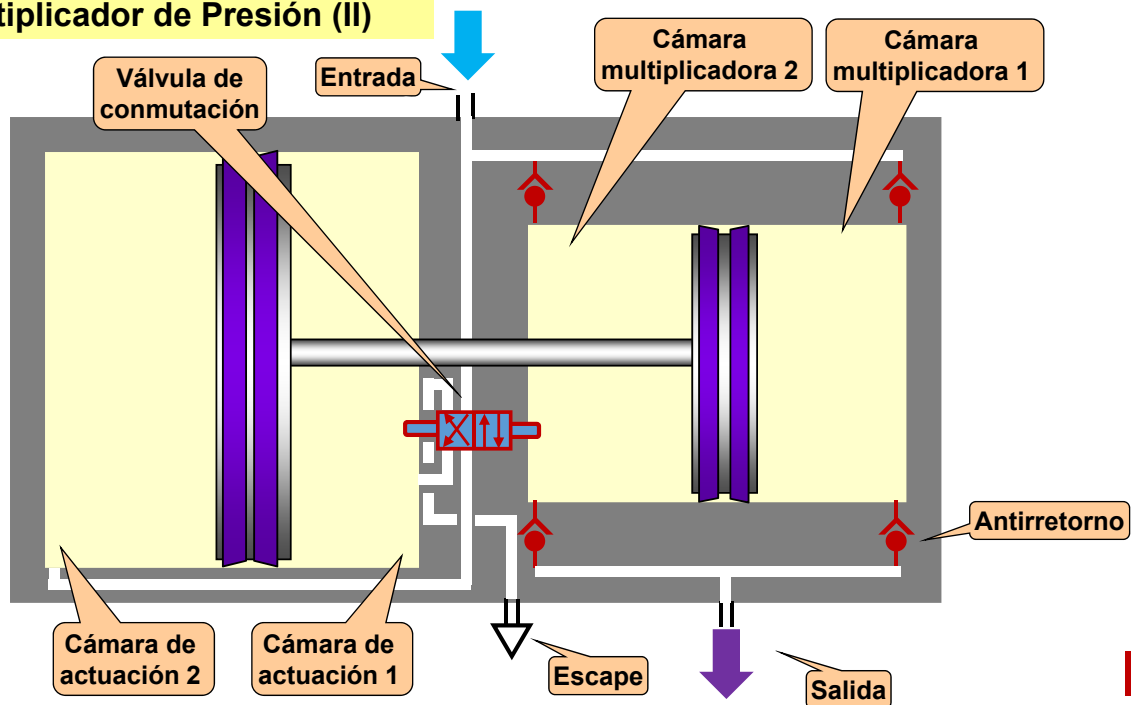 tiplicador de Presión (II)
Válvula de
conmutación
Entrada
Cámara
multiplicadora 2
Cámara
multiplicadora 1
Antirretorno
Cámara de
actuación 2
Cámara de
actuación 1
Escape
Salida